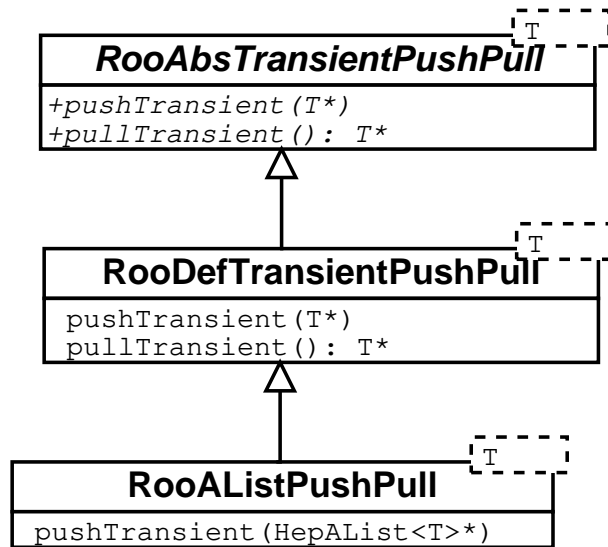 T
RooAbsTransientPushPull
+pushTransient(T*)
+pullTransient(): T*
T
RooDefTransientPushPull
pushTransient(T*)
pullTransient(): T*
T
RooAListPushPull
pushTransient(HepAList<T>*)